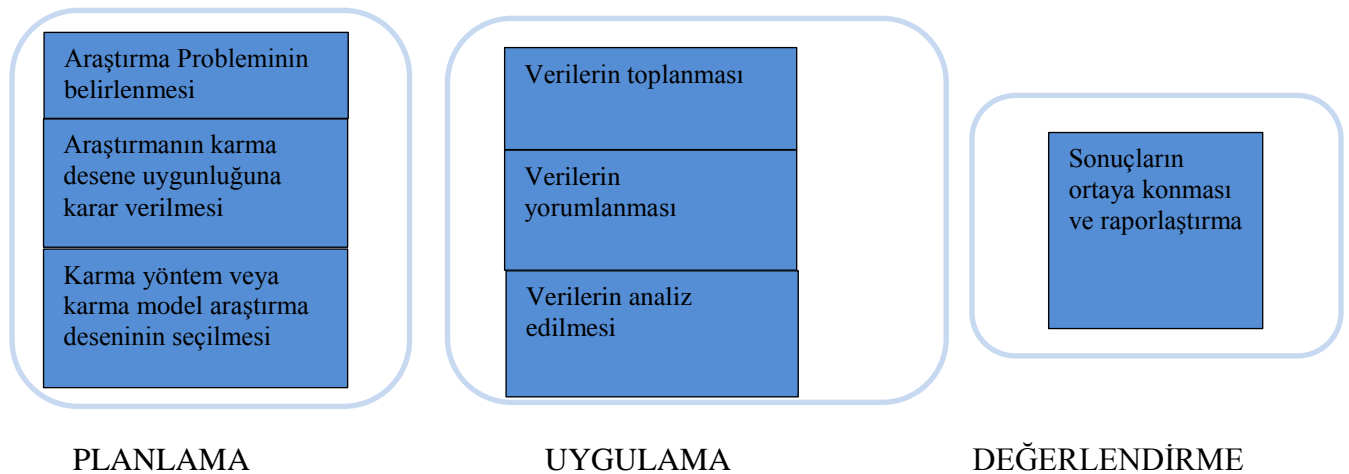 Araştırma Probleminin
belirlenmesi
Araştırmanın karma
desene uygunluğuna
karar verilmesi
Karma yöntem veya
karma model araştırma
deseninin seçilmesi
Verilerin toplanması
Verilerin
yorumlanması
Verilerin analiz
edilmesi
Sonuçların
ortaya konması
ve raporlaştırma
PLANLAMA
UYGULAMA
DEĞERLENDİRME